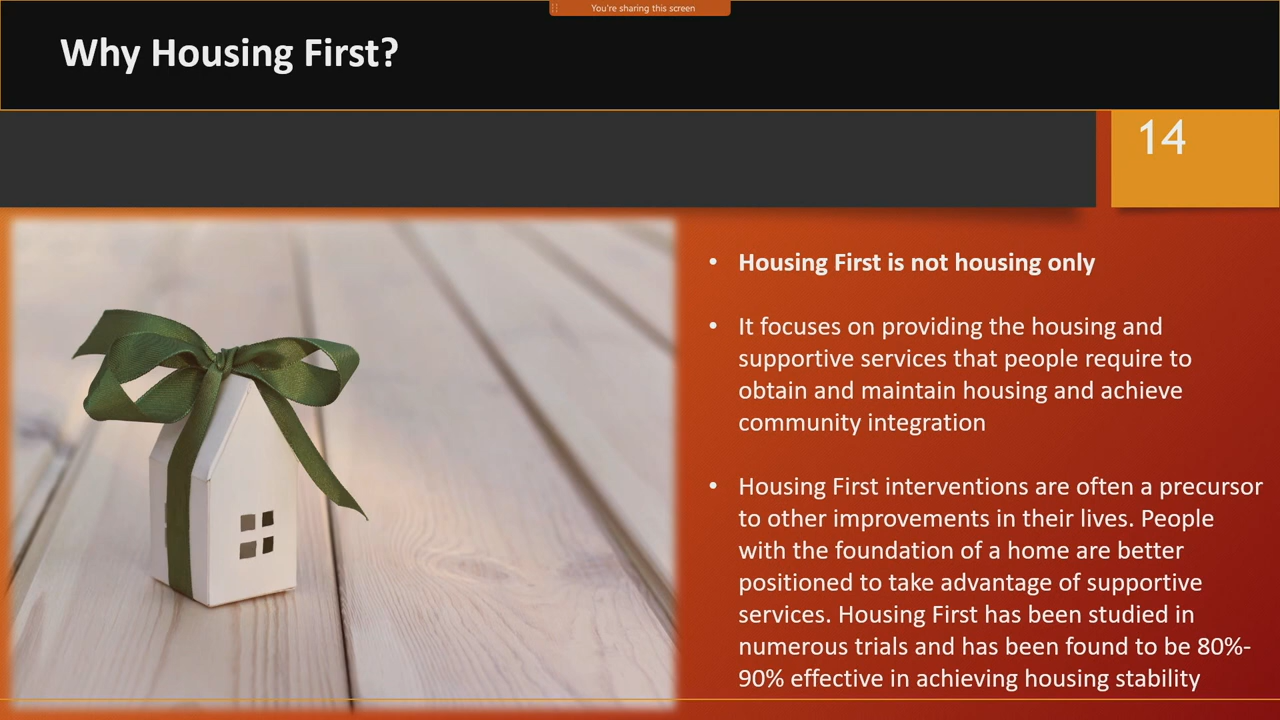 You're sharing this screen
Why Housing First?
14
• Housing First is not housing only
• It focuses on providing the housing and
supportive services that people require to
obtain and maintain housing and achieve
community integration
• Housing First interventions are often a precursor
to other improvements in their lives. People
with the foundation of a home are better
positioned to take advantage of supportive
services. Housing First has been studied in
numerous trials and has been found to be 80%-
90% effective in achieving housing stability